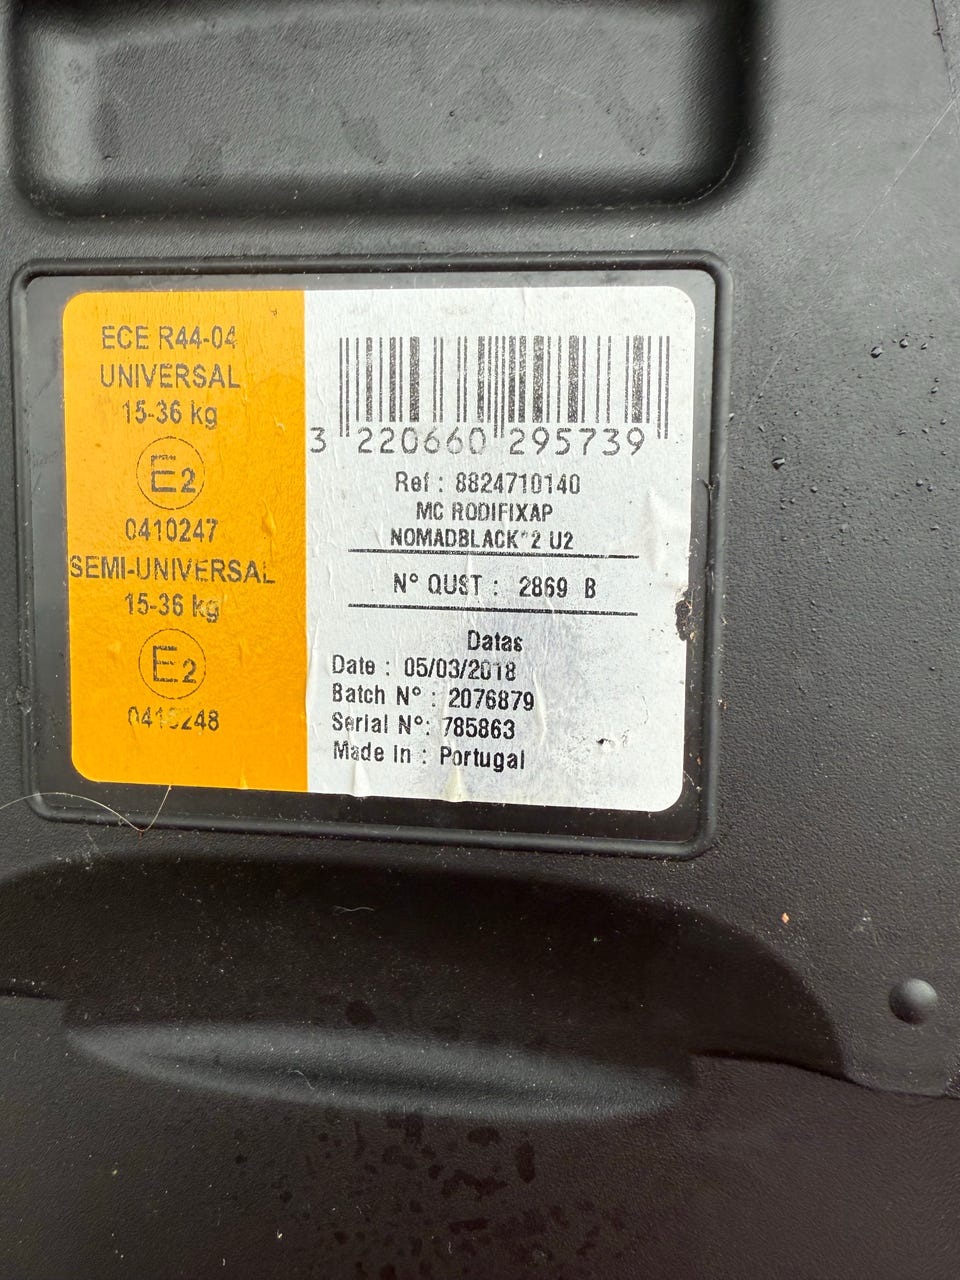 ECE R44-04
UNIVERSAL
15-36 kg
E2
0410247
SEMI-UNIVERSAL
15-36 kg
E2
3 220660 295739
Ref : 8824710140
MC RODIFIXAP
NOMADBLACK*2 U2
N° QUST : 2869 B
Datas
Date : 05/03/2018
Batch N° : 2076879
Serial N°: 785863
Made In : Portugal